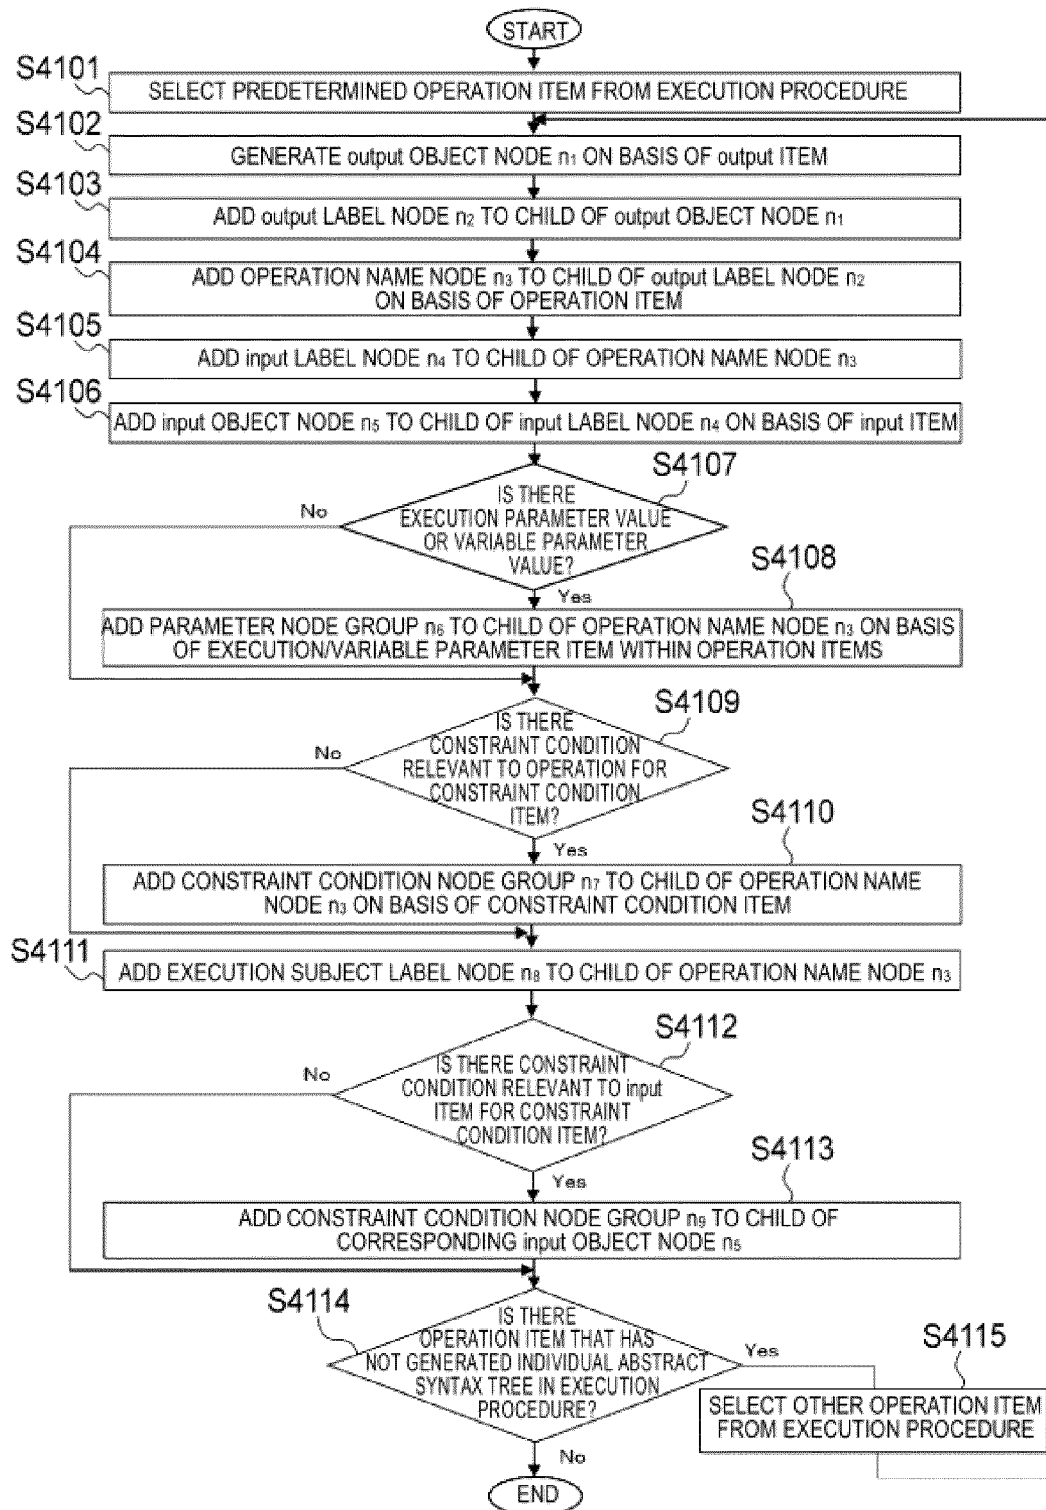 START
S4101
SELECT PREDETERMINED OPERATION ITEM FROM EXECUTION PROCEDURE
S4102
GENERATE output OBJECT NODE n₁ ON BASIS OF output ITEM
S4103
ADD output LABEL NODE n₂ TO CHILD OF output OBJECT NODE n₁
S4104
ADD OPERATION NAME NODE n₃ TO CHILD OF output LABEL NODE n₂
ON BASIS OF OPERATION ITEM
S4105
ADD input LABEL NODE n₄ TO CHILD OF OPERATION NAME NODE n₃
S4106
ADD input OBJECT NODE n₅ TO CHILD OF input LABEL NODE n₄ ON BASIS OF input ITEM
S4107
IS THERE
EXECUTION PARAMETER VALUE
OR VARIABLE PARAMETER
VALUE?
No
Yes
S4108
ADD PARAMETER NODE GROUP n₆ TO CHILD OF OPERATION NAME NODE n₃ ON BASIS
OF EXECUTION/VARIABLE PARAMETER ITEM WITHIN OPERATION ITEMS
S4109
IS THERE
CONSTRAINT CONDITION
RELEVANT TO OPERATION FOR
CONSTRAINT CONDITION
ITEM?
No
Yes
S4110
ADD CONSTRAINT CONDITION NODE GROUP n₇ TO CHILD OF OPERATION NAME
NODE n₃ ON BASIS OF CONSTRAINT CONDITION ITEM
S4111
ADD EXECUTION SUBJECT LABEL NODE n₈ TO CHILD OF OPERATION NAME NODE n₃
S4112
IS THERE CONSTRAINT
CONDITION RELEVANT TO input
ITEM FOR CONSTRAINT
CONDITION ITEM?
No
Yes
S4113
ADD CONSTRAINT CONDITION NODE GROUP n₉ TO CHILD OF
CORRESPONDING input OBJECT NODE n₅
S4114
IS THERE
OPERATION ITEM THAT HAS
NOT GENERATED INDIVIDUAL ABSTRACT
SYNTAX TREE IN EXECUTION
PROCEDURE?
Yes
S4115
SELECT OTHER OPERATION ITEM
FROM EXECUTION PROCEDURE
No
END